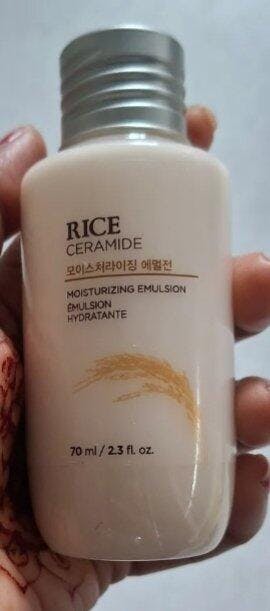 RICE
CERAMIDE
모이스처라이징 에멀전
MOISTURIZING EMULSION
ÉMULSION
HYDRATANTE
70 ml / 2.3 fl. oz.